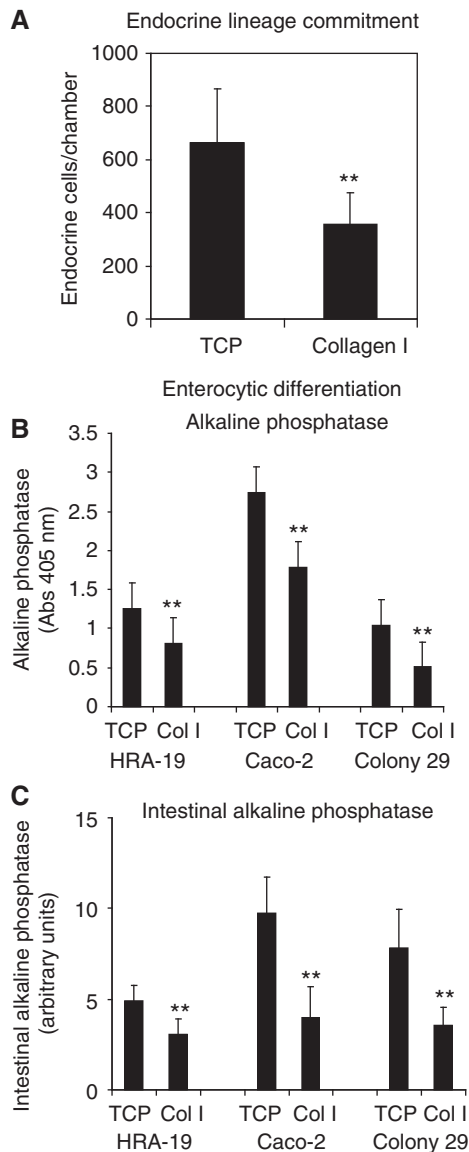 A
Endocrine lineage commitment
Endocrine cells/chamber
1000
800
600
400
200
0
**
TCP Collagen I
Enterocytic differentiation
B
Alkaline phosphatase
Alkaline phosphatase
(Abs 405 nm)
3.5
3
2.5
2
1.5
1
0.5
0
** ** **
TCP Col I TCP Col I TCP Col I
HRA-19 Caco-2 Colony 29
C
Intestinal alkaline phosphatase
Intestinal alkaline phosphatase
(arbitrary units)
15
10
5
0
** ** **
TCP Col I TCP Col I TCP Col I
HRA-19 Caco-2 Colony 29